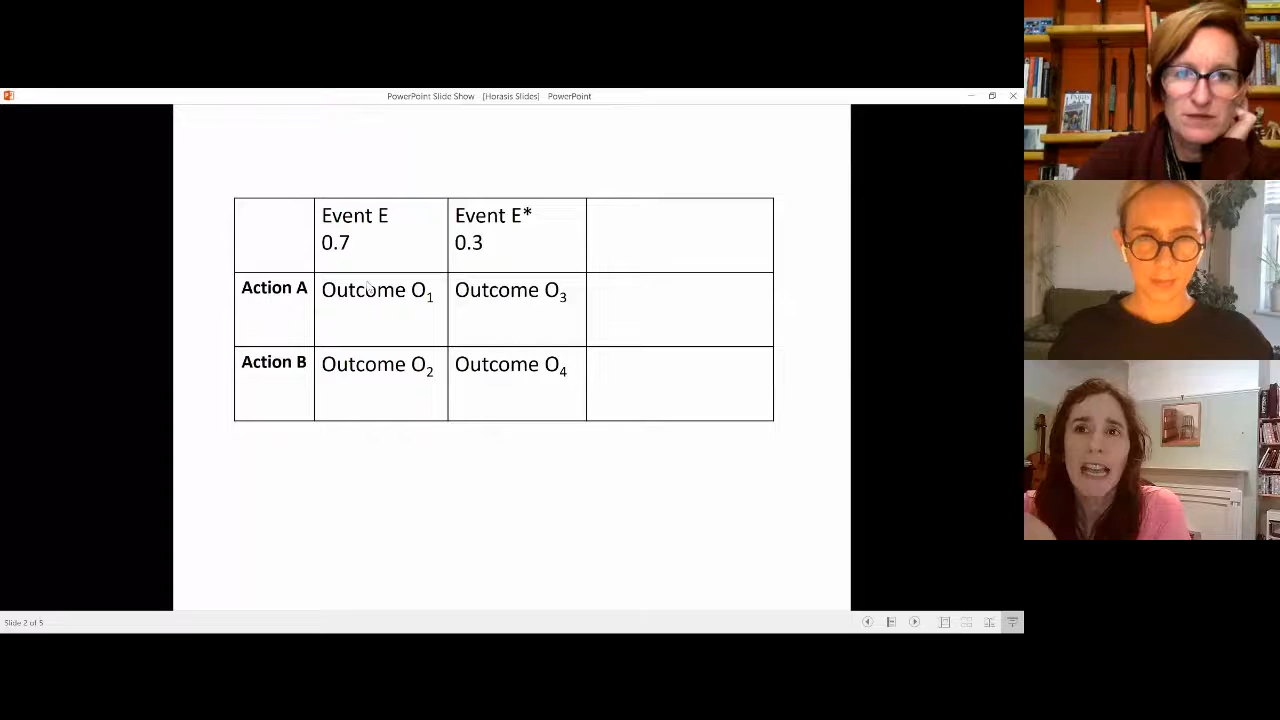 PowerPoint Slide Show - [Horasis Slides] - PowerPoint
Event E
0.7
Event E*
0.3
Action A
Outcome O₁
Outcome O₃
Action B
Outcome O₂
Outcome O₄
Slide 2 of 5